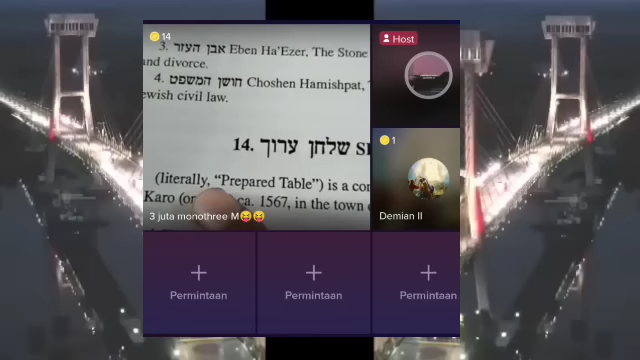 14
3. אבן העזר Eben Ha'Ezer, The Stone
and divorce.
4. חושן המשפט Choshen Hamishpat,
ewish civil law.
14. שלחן ערוך
(literally, “Prepared Table”) is a
Karo ca. 1567, in the town
3 juta monothree M😝😝
Host
1
Demian II
Permintaan
Permintaan
Permintaan